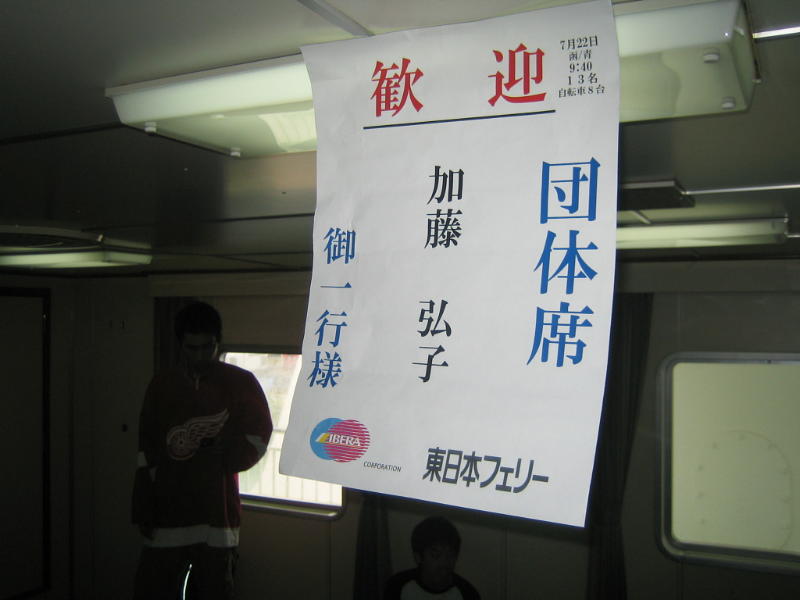 歓迎
7月22日
函/青
9:40
13名
自転車8台
団体席
加藤 弘子
御一行様
LIBERA
CORPORATION
東日本フェリー